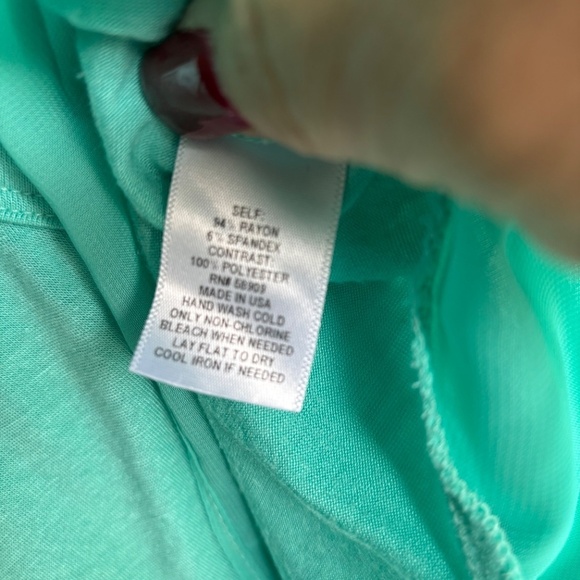 SELF:
94% RAYON
6% SPANDEX
CONTRAST:
100% POLYESTER
RN# 58909
MADE IN USA
HAND WASH COLD
ONLY NON-CHLORINE
BLEACH WHEN NEEDED
LAY FLAT TO DRY
COOL IRON IF NEEDED